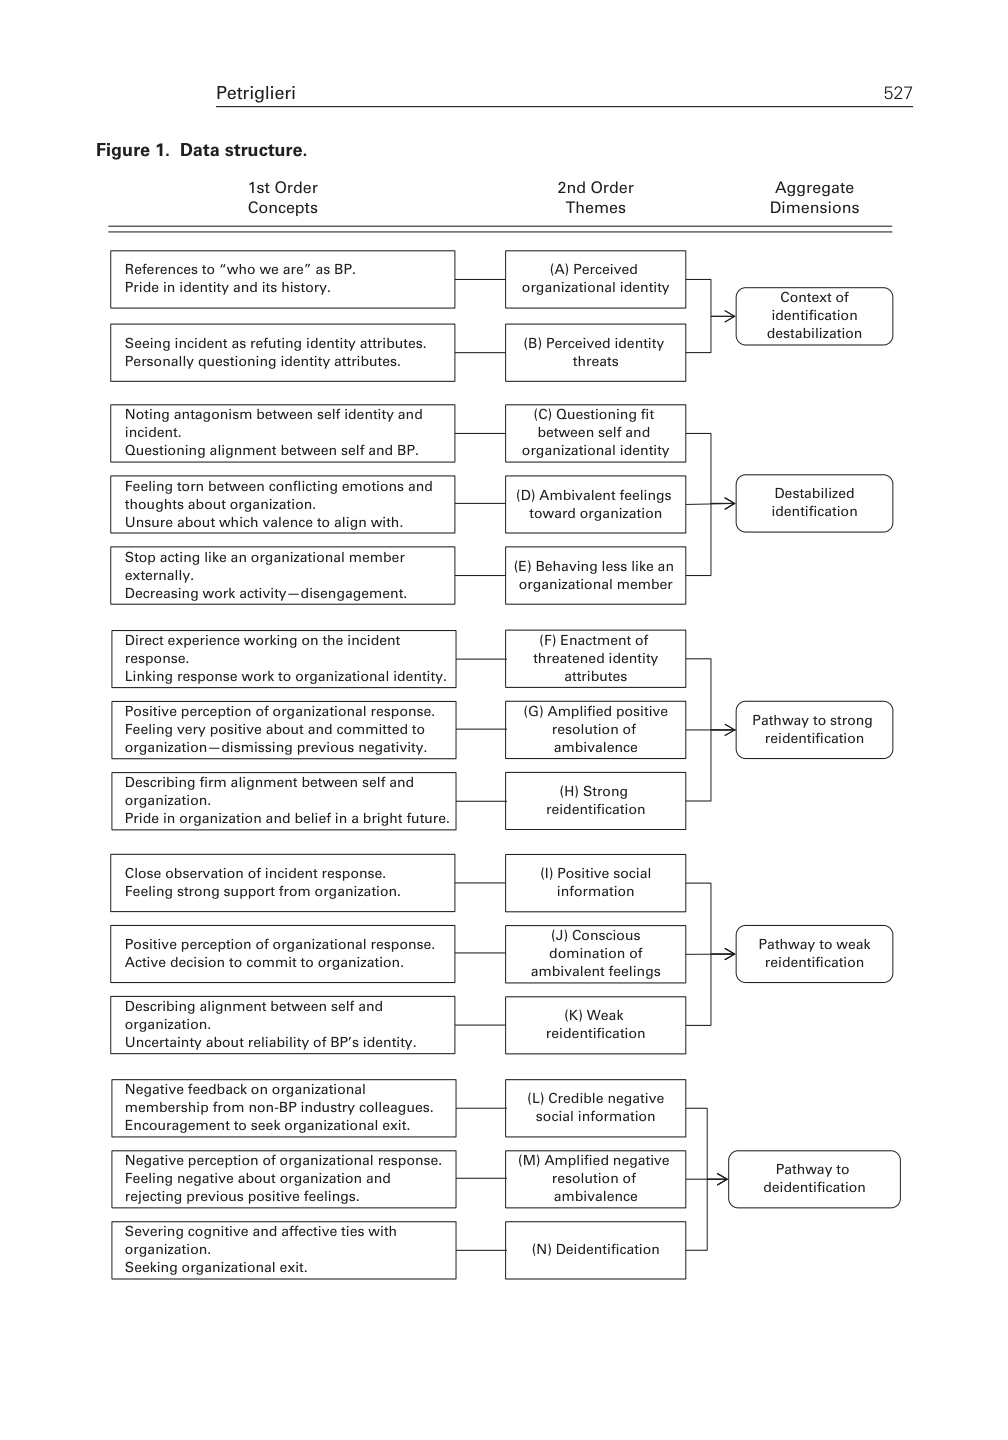 Petriglieri
527
Figure 1. Data structure.
1st Order
Concepts
2nd Order
Themes
Aggregate
Dimensions
References to “who we are” as BP.
Pride in identity and its history.
(A) Perceived
organizational identity
Seeing incident as refuting identity attributes.
Personally questioning identity attributes.
(B) Perceived identity
threats
Context of
identification
destabilization
Noting antagonism between self identity and
incident.
Questioning alignment between self and BP.
(C) Questioning fit
between self and
organizational identity
Feeling torn between conflicting emotions and
thoughts about organization.
Unsure about which valence to align with.
(D) Ambivalent feelings
toward organization
Stop acting like an organizational member
externally.
Decreasing work activity—disengagement.
(E) Behaving less like an
organizational member
Destabilized
identification
Direct experience working on the incident
response.
Linking response work to organizational identity.
(F) Enactment of
threatened identity
attributes
Positive perception of organizational response.
Feeling very positive about and committed to
organization—dismissing previous negativity.
(G) Amplified positive
resolution of
ambivalence
Describing firm alignment between self and
organization.
Pride in organization and belief in a bright future.
(H) Strong
reidentification
Pathway to strong
reidentification
Close observation of incident response.
Feeling strong support from organization.
(I) Positive social
information
Positive perception of organizational response.
Active decision to commit to organization.
(J) Conscious
domination of
ambivalent feelings
Describing alignment between self and
organization.
Uncertainty about reliability of BP’s identity.
(K) Weak
reidentification
Pathway to weak
reidentification
Negative feedback on organizational
membership from non-BP industry colleagues.
Encouragement to seek organizational exit.
(L) Credible negative
social information
Negative perception of organizational response.
Feeling negative about organization and
rejecting previous positive feelings.
(M) Amplified negative
resolution of
ambivalence
Severing cognitive and affective ties with
organization.
Seeking organizational exit.
(N) Deidentification
Pathway to
deidentification